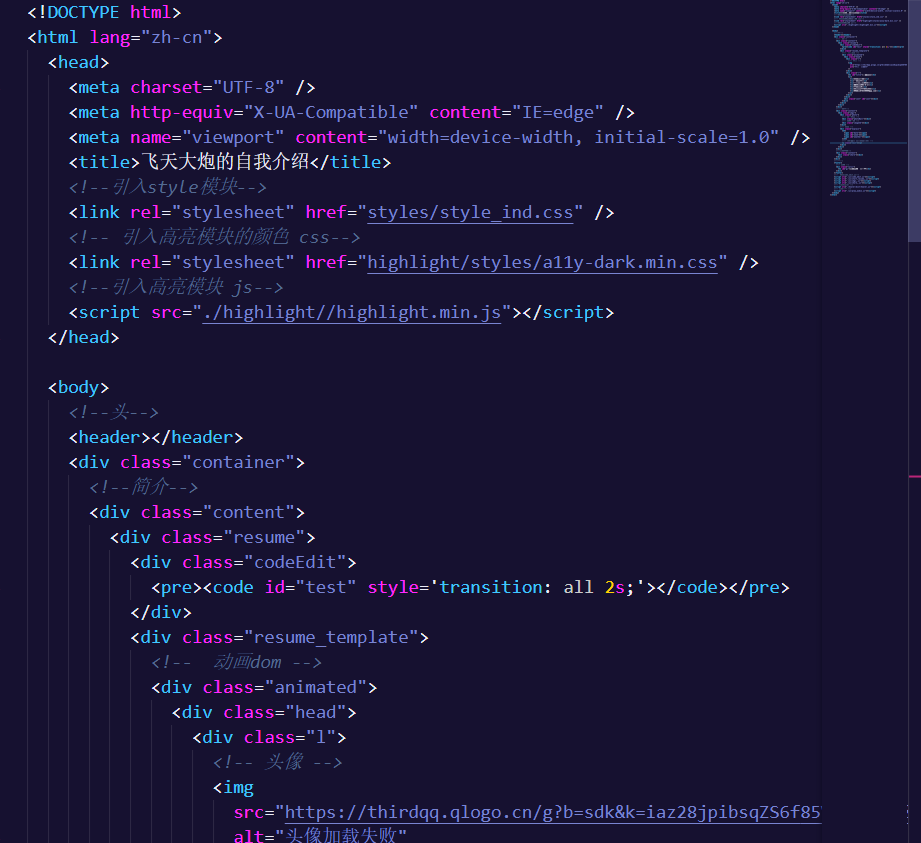 <!DOCTYPE html>
<html lang="zh-cn">
<head>
<meta charset="UTF-8" />
<meta http-equiv="X-UA-Compatible" content="IE=edge" />
<meta name="viewport" content="width=device-width, initial-scale=1.0" />
<title>飞天大炮的自我介绍</title>
<!--引入style模块-->
<link rel="stylesheet" href="styles/style_ind.css" />
<!-- 引入高亮模块的颜色 css-->
<link rel="stylesheet" href="highlight/styles/a11y-dark.min.css" />
<!--引入高亮模块 js-->
<script src="./highlight//highlight.min.js"></script>
</head>
<body>
<!--头-->
<header></header>
<div class="container">
<!--简介-->
<div class="content">
<div class="resume">
<div class="codeEdit">
<pre><code id="test" style='transition: all 2s;'></code></pre>
</div>
<div class="resume_template">
<!--  动画dom -->
<div class="animated">
<div class="head">
<div class="l">
<!-- 头像 -->
<img
src="https://thirdqq.qlogo.cn/g?b=sdk&k=iaz28jpibsqZS6f85
alt="头像加载失败"